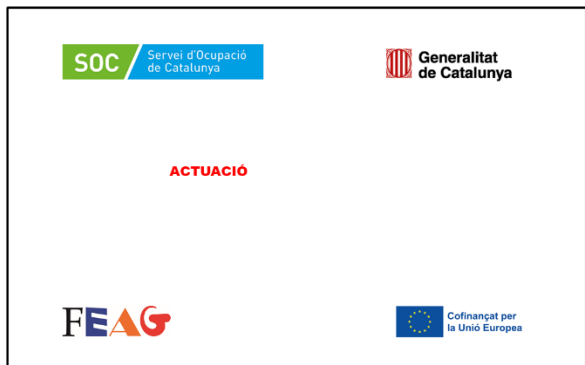 SOC
Servei d'Ocupació
de Catalunya
Generalitat
de Catalunya
ACTUACIÓ
FEAG
Cofinançat per
la Unió Europea